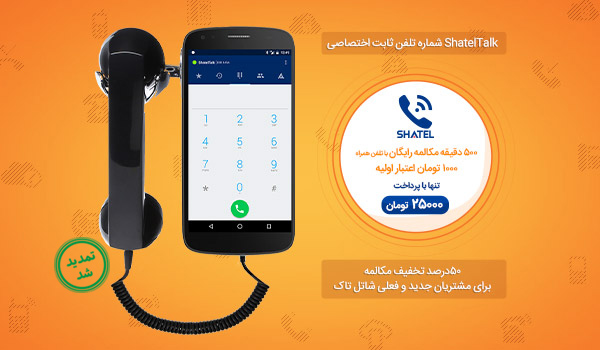 ShatelTalk شماره تلفن ثابت اختصاصی
SHATEL
۵۰۰ دقیقه مکالمه رایگان با تلفن همراه
۱۰۰۰ تومان اعتبار اولیه
تنها با پرداخت
۲۵۰۰۰ تومان
۵۰درصد تخفیف مکالمه
برای مشتریان جدید و فعلی شاتل تاک
تمدید
شد
ShatelTalk
1 2 3
4 5 6
7 8 9
* 0 #